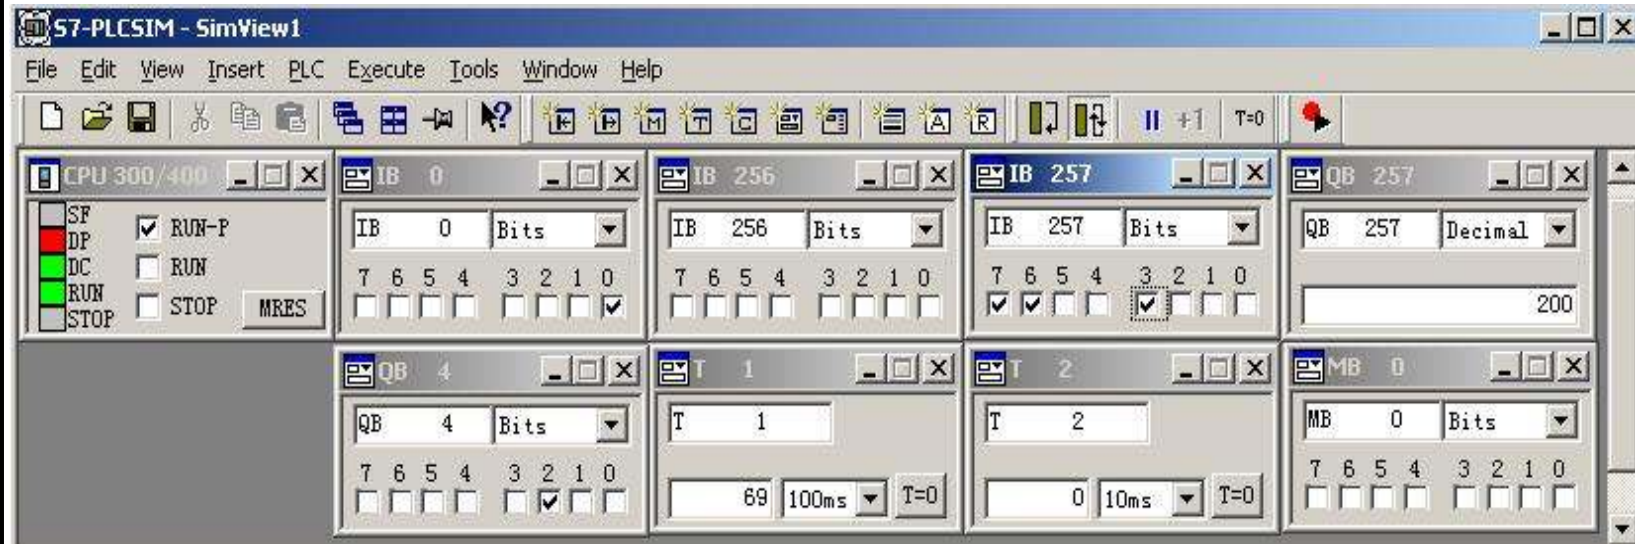 S7-PLCSIM - SimView1
File Edit View Insert PLC Execute Tools Window Help
+1 T=0
CPU 300/400
SF
DP
DC
RUN
STOP
RUN-P
RUN
STOP
MRES
IB 0
IB 0 Bits
7 6 5 4 3 2 1 0
IB 256
IB 256 Bits
7 6 5 4 3 2 1 0
IB 257
IB 257 Bits
7 6 5 4 3 2 1 0
QB 257
QB 257 Decimal
200
QB 4
QB 4 Bits
7 6 5 4 3 2 1 0
T 1
T 1
69 100ms T=0
T 2
T 2
0 10ms T=0
MB 0
MB 0 Bits
7 6 5 4 3 2 1 0